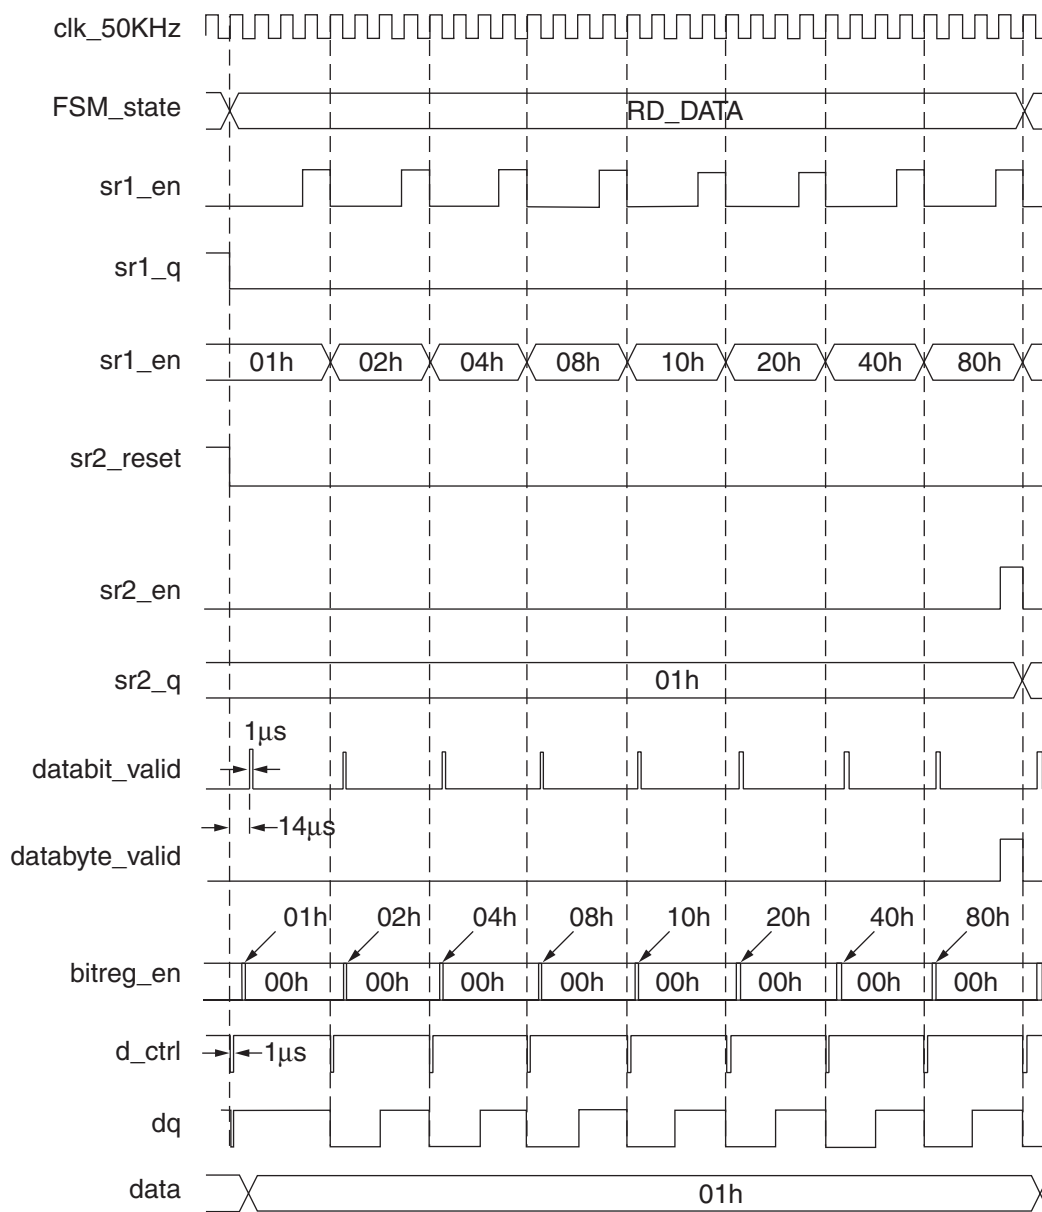 clk_50KHz
FSM_state RD_DATA
sr1_en
sr1_q
sr1_en 01h 02h 04h 08h 10h 20h 40h 80h
sr2_reset
sr2_en
sr2_q 01h
1µs
databit_valid
14µs
databyte_valid
01h 02h 04h 08h 10h 20h 40h 80h
bitreg_en 00h 00h 00h 00h 00h 00h 00h 00h
d_ctrl 1µs
dq
data 01h